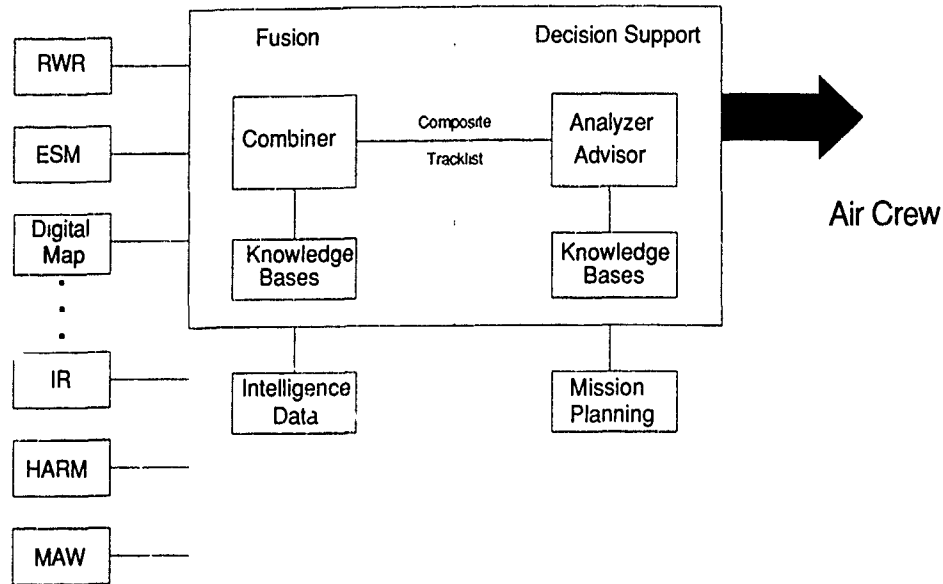 Fusion
Decision Support
RWR
ESM
Digital
Map
IR
HARM
MAW
Combiner
Composite
Tracklist
Analyzer
Advisor
Knowledge
Bases
Knowledge
Bases
Intelligence
Data
Mission
Planning
Air Crew